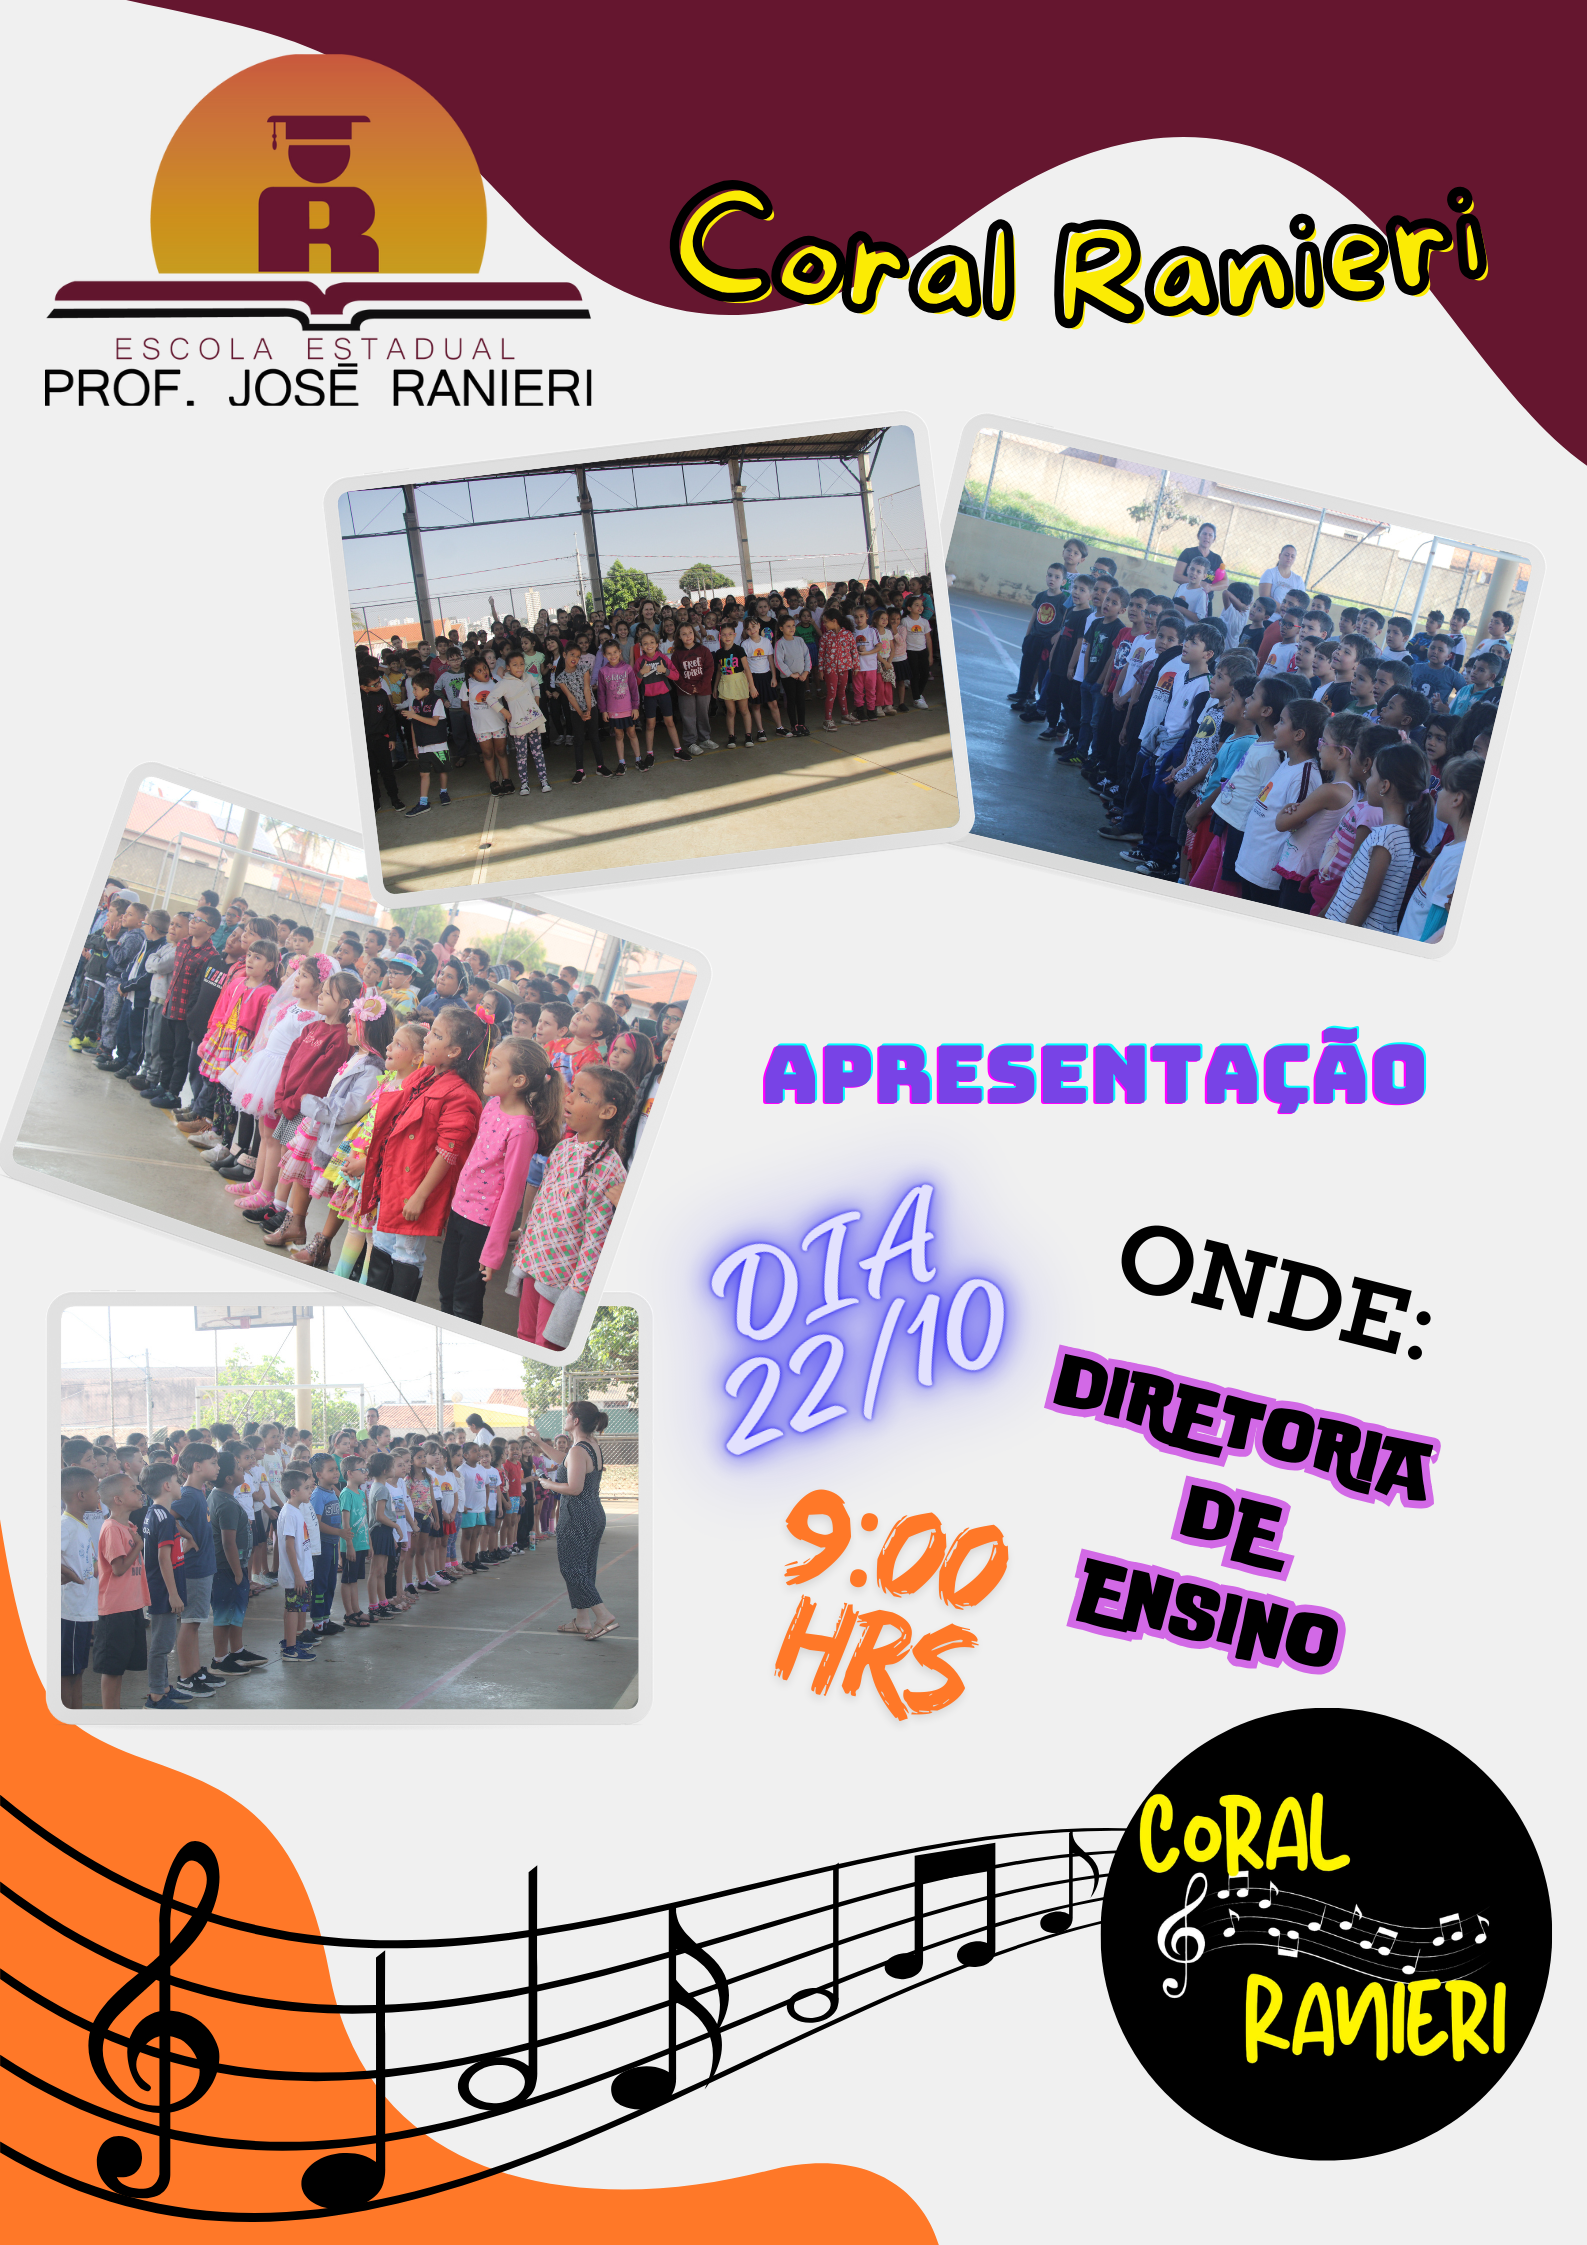 Coral Ranieri
ESCOLA ESTADUAL
PROF. JOSÉ RANIERI
APRESENTAÇÃO
DIA
22/10
ONDE:
DIRETORIA
DE
ENSINO
9:00
HRS
CORAL
RANIERI